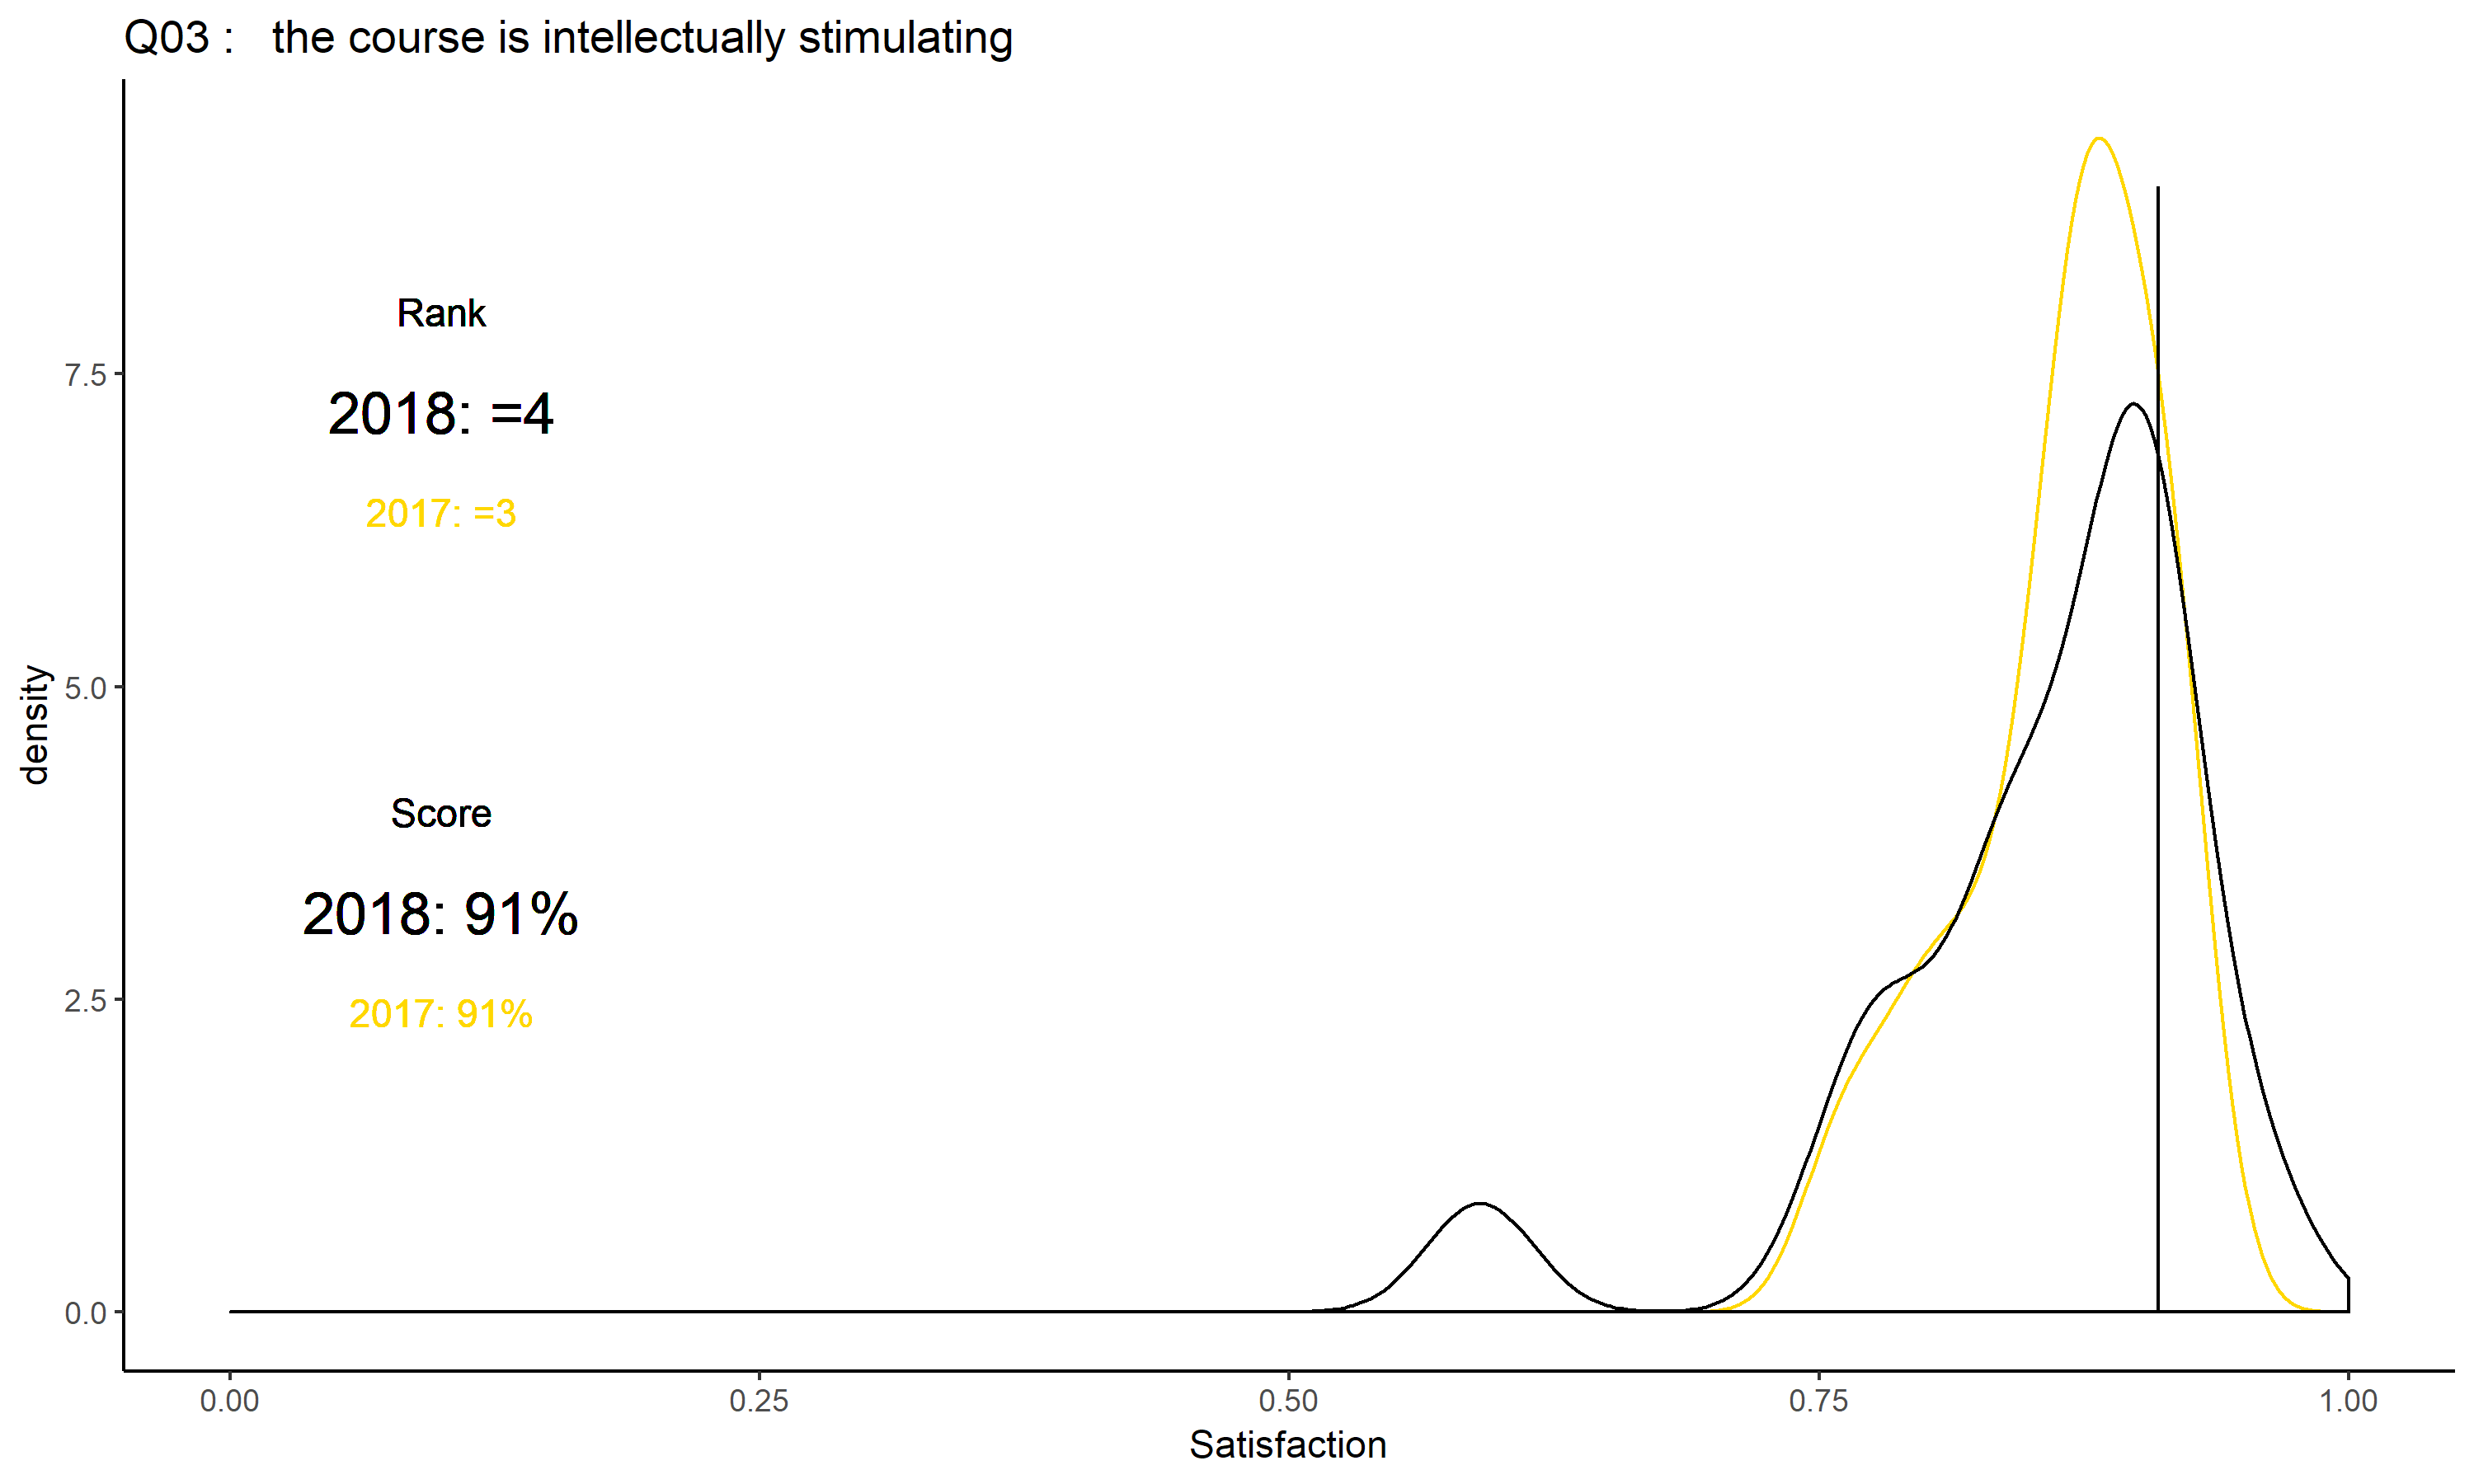 Q03 :   the course is intellectually stimulating
Rank
2018: =4
2017: =3
Score
2018: 91%
2017: 91%
density
7.5
5.0
2.5
0.0
0.00 0.25 0.50 0.75 1.00
Satisfaction